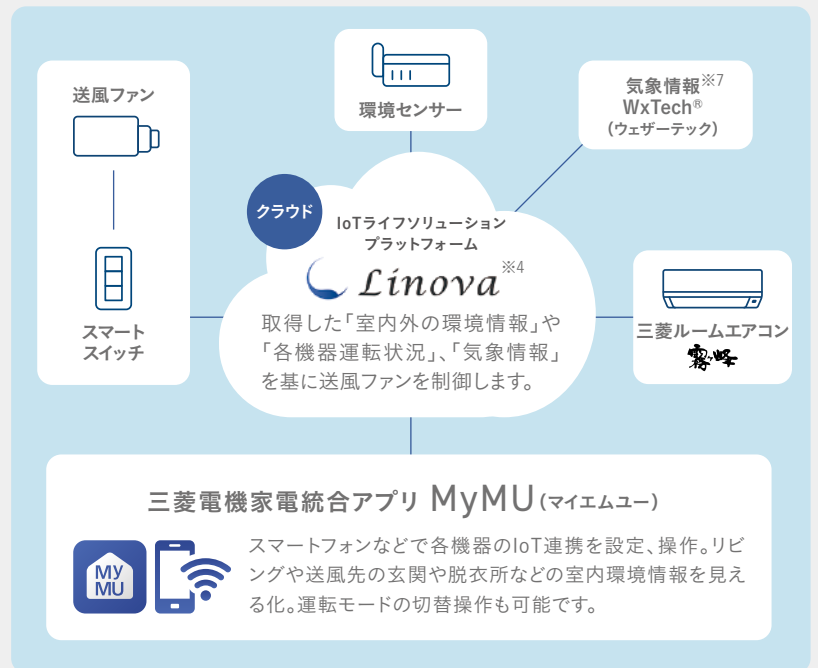 送風ファン
環境センサー
気象情報※7
WxTech®
（ウェザーテック）
クラウド
IoTライフソリューション
プラットフォーム
Linova※4
取得した「室内外の環境情報」や
「各機器運転状況」、「気象情報」
を基に送風ファンを制御します。
スマート
スイッチ
三菱ルームエアコン
霧ヶ峰
三菱電機家電統合アプリ MyMU（マイエムユー）
MY
MU
スマートフォンなどで各機器のIoT連携を設定、操作。リビ
ングや送風先の玄関や脱衣所などの室内環境情報を見え
る化。運転モードの切替操作も可能です。